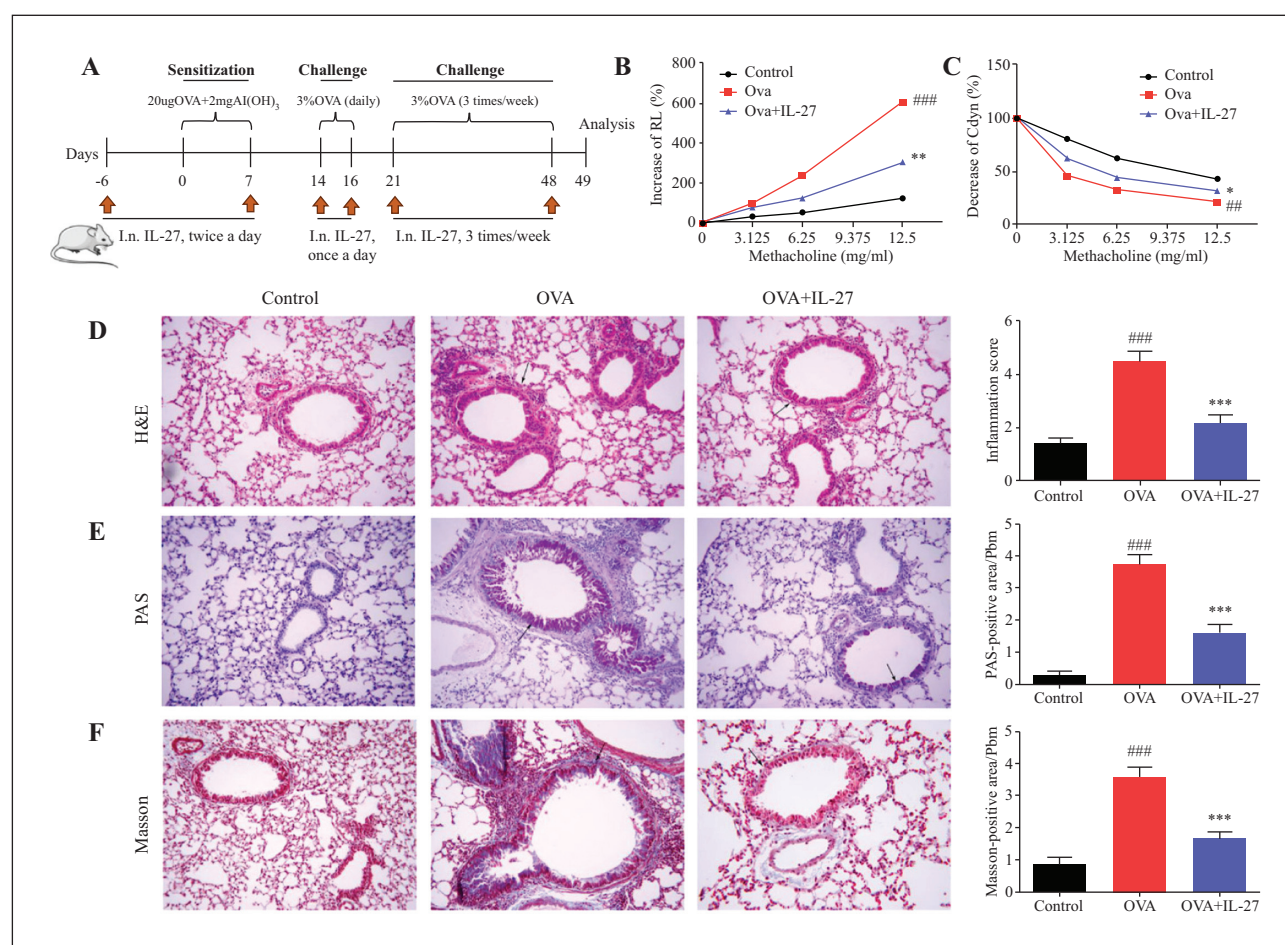 A
Sensitization
Challenge
Challenge
20ugOVA+2mgAI(OH)3
3%OVA (daily)
3%OVA (3 times/week)
Analysis
Days
-6
0
7
14
16
21
48
49
I.n. IL-27, twice a day
I.n. IL-27,
once a day
I.n. IL-27, 3 times/week
B
Increase of RL (%)
800
600
400
200
0
Control
Ova
Ova+IL-27
###
**
0
3.125
6.25
9.375
12.5
Methacholine (mg/ml)
C
Decrease of Cdyn (%)
150
100
50
0
Control
Ova
Ova+IL-27
*
##
0
3.125
6.25
9.375
12.5
Methacholine (mg/ml)
Control
OVA
OVA+IL-27
D
H&E
Inflammation score
6
4
2
0
###
***
Control
OVA
OVA+IL-27
E
PAS
PAS-positive area/Pbm
5
4
3
2
1
0
###
***
Control
OVA
OVA+IL-27
F
Masson
Masson-positive area/Pbm
5
4
3
2
1
0
###
***
Control
OVA
OVA+IL-27